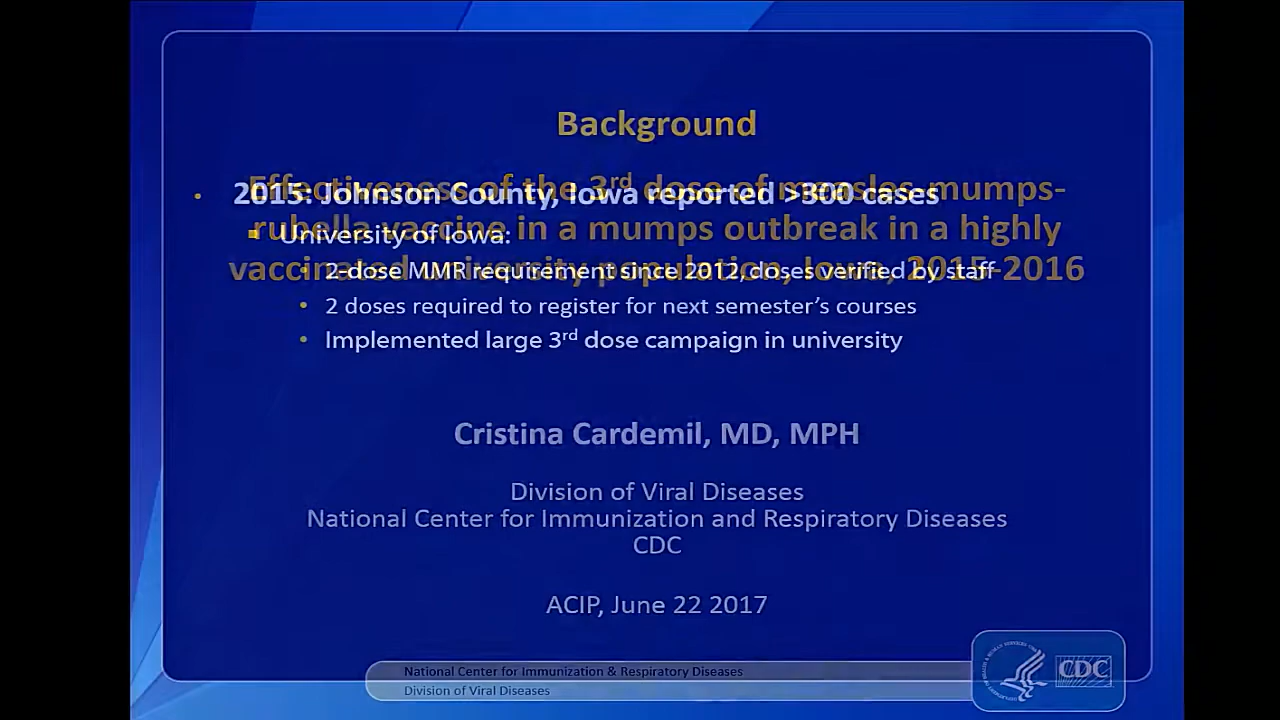 Background
Effectiveness of the 3rd dose of measles-mumps-
rubella vaccine in a mumps outbreak in a highly
vaccinated university population, Iowa, 2015-2016
• 2015: Johnson County, Iowa reported >300 cases
▪ University of Iowa:
• 2-dose MMR requirement since 2012, doses verified by staff
• 2 doses required to register for next semester's courses
• Implemented large 3rd dose campaign in university
Cristina Cardemil, MD, MPH
Division of Viral Diseases
National Center for Immunization and Respiratory Diseases
CDC
ACIP, June 22 2017
National Center for Immunization & Respiratory Diseases
Division of Viral Diseases
CDC